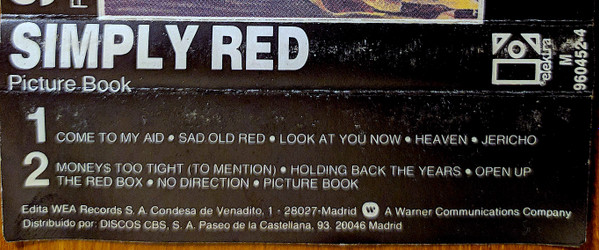 SIMPLY RED
Picture Book
elektra
M
960452-4
1
COME TO MY AID • SAD OLD RED • LOOK AT YOU NOW • HEAVEN • JERICHO
2
MONEY$ TOO TIGHT (TO MENTION) • HOLDING BACK THE YEARS • OPEN UP
THE RED BOX • NO DIRECTION • PICTURE BOOK
Edita WEA Records S. A. Condesa de Venadito, 1 - 28027-Madrid W A Warner Communications Company
Distribuido por: DISCOS CBS, S. A. Paseo de la Castellana, 93. 20046 Madrid